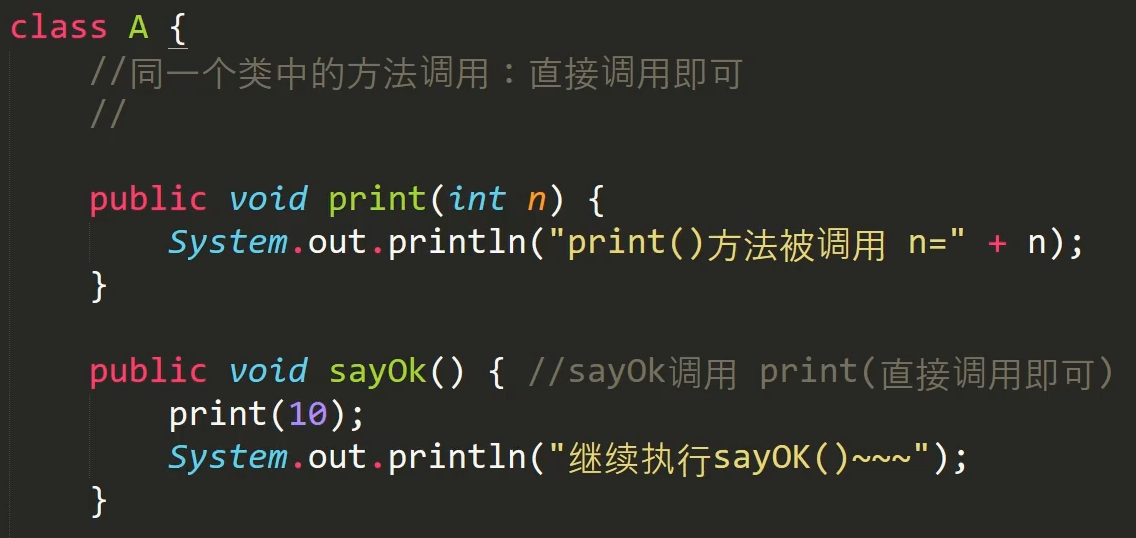 class A {
//同一个类中的方法调用：直接调用即可
//
public void print(int n) {
System.out.println("print()方法被调用 n=" + n);
}
public void sayOk() { //sayOk调用 print(直接调用即可)
print(10);
System.out.println("继续执行sayOK()~~~");
}